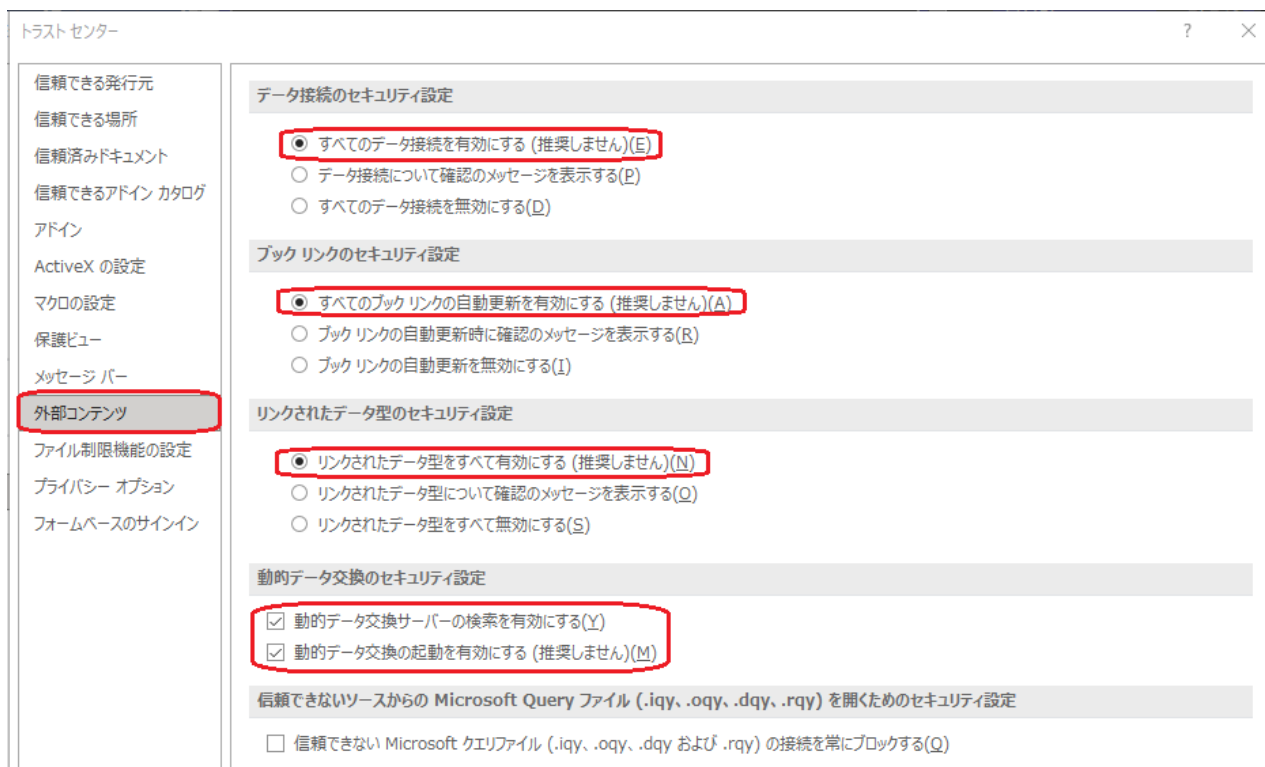 トラスト センター
?
信頼できる発行元
信頼できる場所
信頼済みドキュメント
信頼できるアドイン カタログ
アドイン
ActiveX の設定
マクロの設定
保護ビュー
メッセージ バー
外部コンテンツ
ファイル制限機能の設定
プライバシー オプション
フォームベースのサインイン
データ接続のセキュリティ設定
すべてのデータ接続を有効にする (推奨しません)(E)
データ接続について確認のメッセージを表示する(P)
すべてのデータ接続を無効にする(D)
ブック リンクのセキュリティ設定
すべてのブック リンクの自動更新を有効にする (推奨しません)(A)
ブック リンクの自動更新時に確認のメッセージを表示する(R)
ブック リンクの自動更新を無効にする(I)
リンクされたデータ型のセキュリティ設定
リンクされたデータ型をすべて有効にする (推奨しません)(N)
リンクされたデータ型について確認のメッセージを表示する(O)
リンクされたデータ型をすべて無効にする(S)
動的データ交換のセキュリティ設定
動的データ交換サーバーの検索を有効にする(Y)
動的データ交換の起動を有効にする (推奨しません)(M)
信頼できないソースからの Microsoft Query ファイル (.iqy、.oqy、.dqy、.rqy) を開くためのセキュリティ設定
信頼できない Microsoft クエリファイル (.iqy、.oqy、.dqy および .rqy) の接続を常にブロックする(Q)